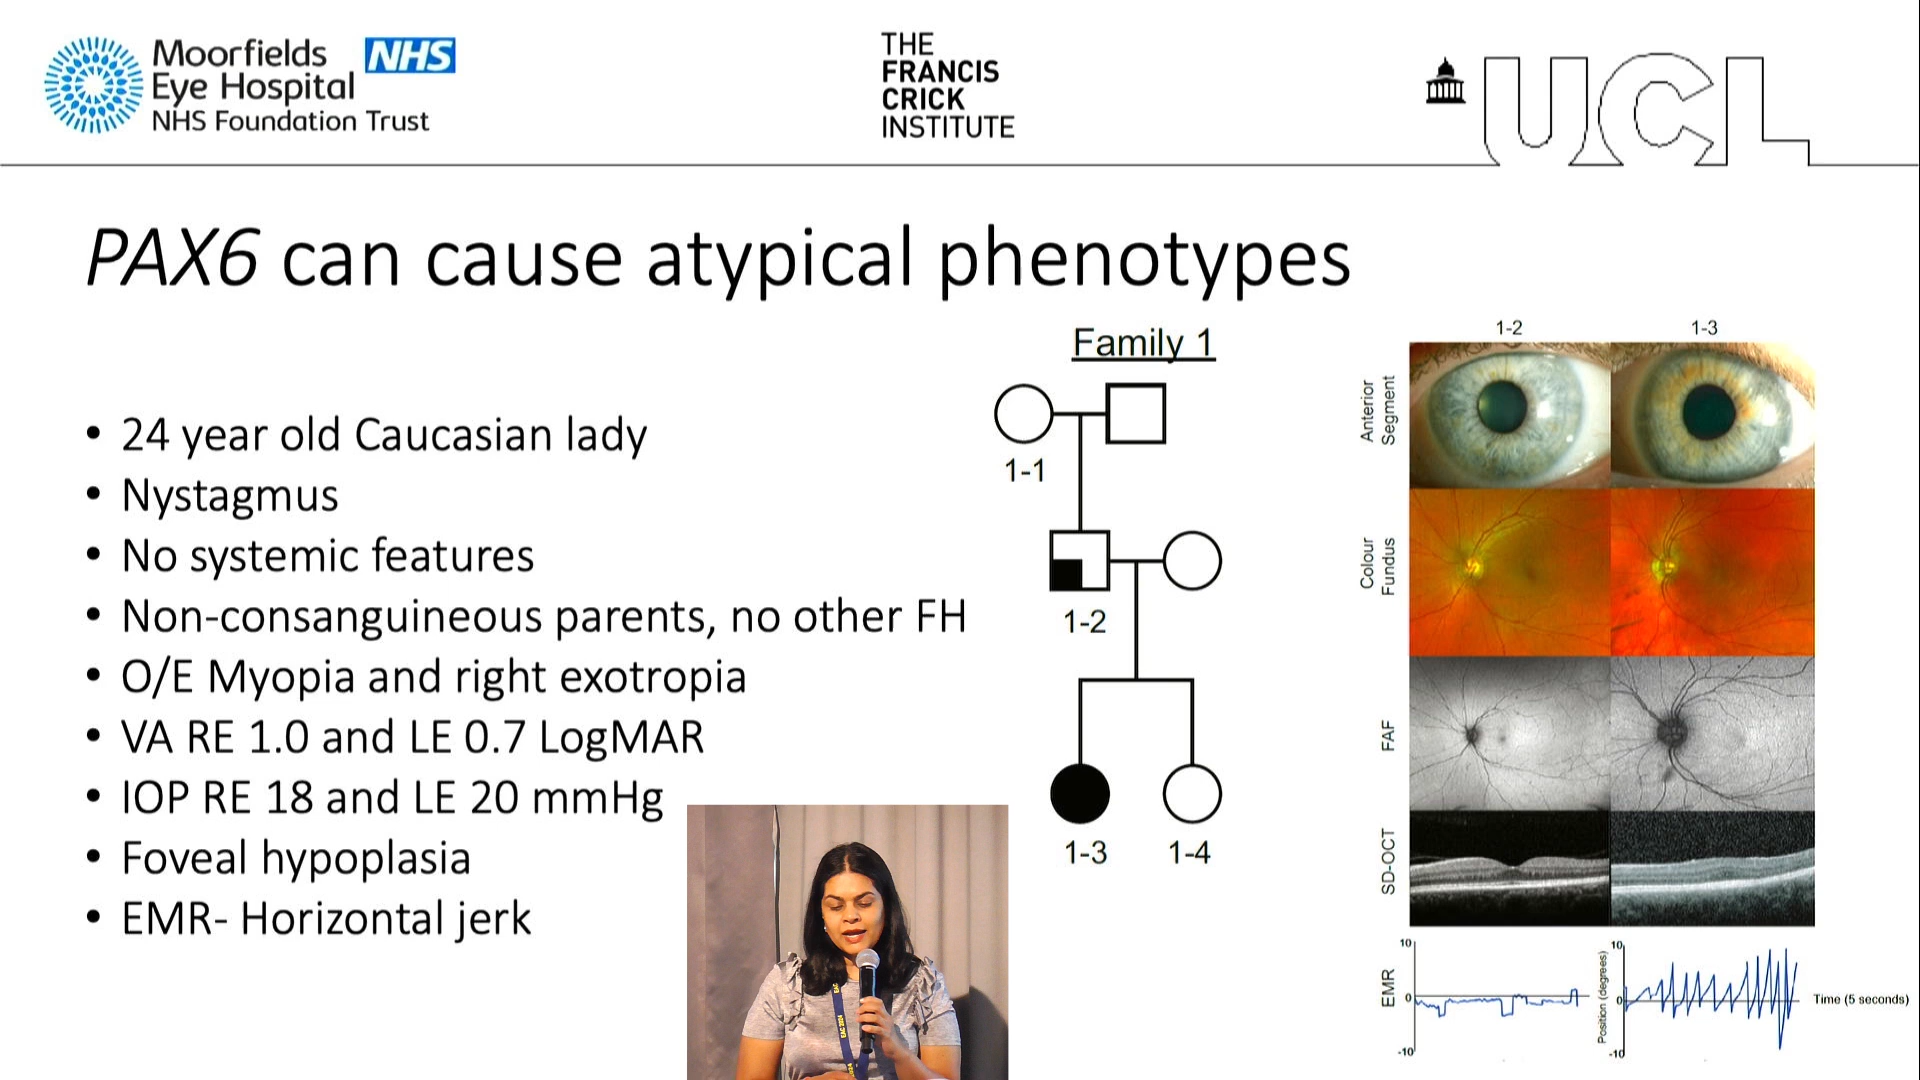 Moorfields
Eye Hospital
NHS Foundation Trust
NHS
THE
FRANCIS
CRICK
INSTITUTE
UCL
PAX6 can cause atypical phenotypes
• 24 year old Caucasian lady
• Nystagmus
• No systemic features
• Non-consanguineous parents, no other FH
• O/E Myopia and right exotropia
• VA RE 1.0 and LE 0.7 LogMAR
• IOP RE 18 and LE 20 mmHg
• Foveal hypoplasia
• EMR- Horizontal jerk
Family 1
1-1
1-2
1-3 1-4
1-2 1-3
Anterior
Segment
Colour
Fundus
FAF
SD-OCT
EMR
10
0
-10
Position (degrees)
10
0
-10
Time (5 seconds)
EAC 2024